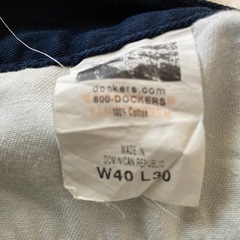 dockers.com
800-DOCKERS
100% Cotton
MADE IN
DOMINICAN REPUBLIC
W40 L30